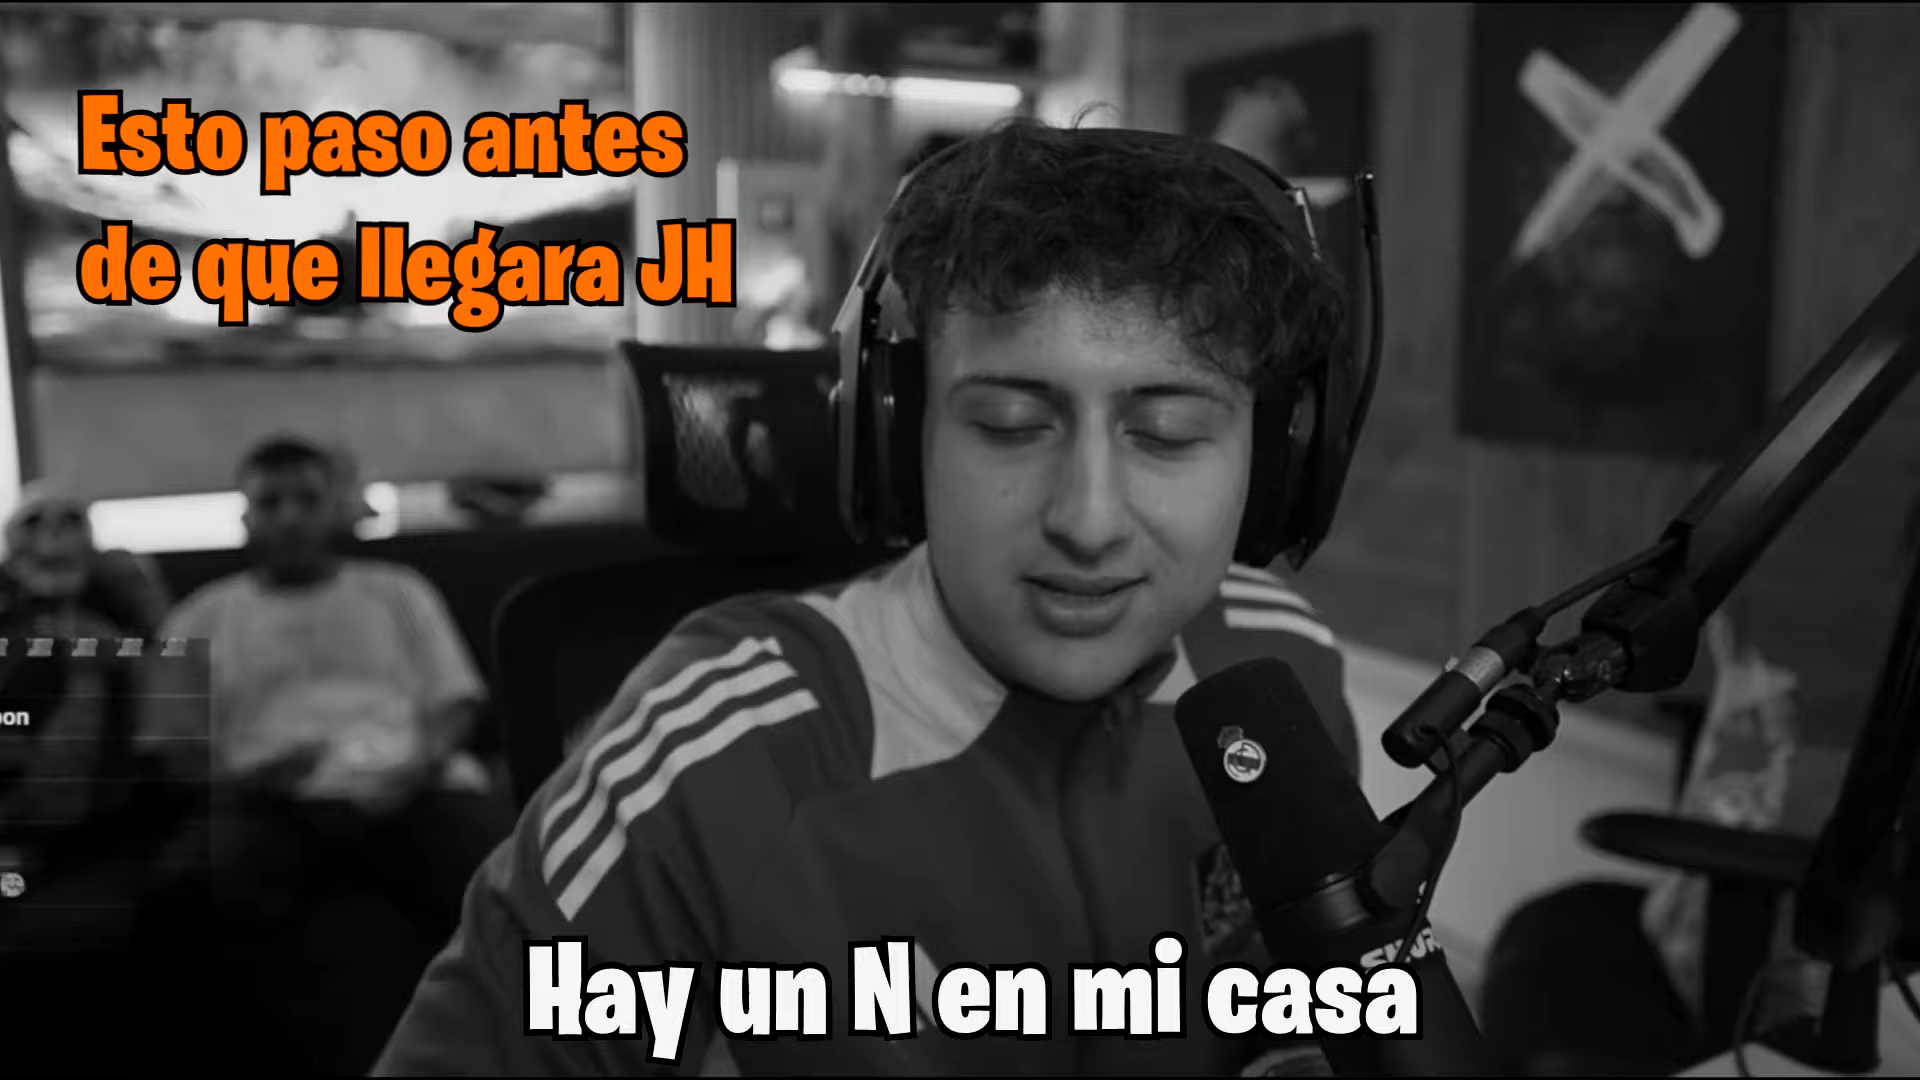 Esto paso antes
de que llegara JH
Hay un N en mi casa